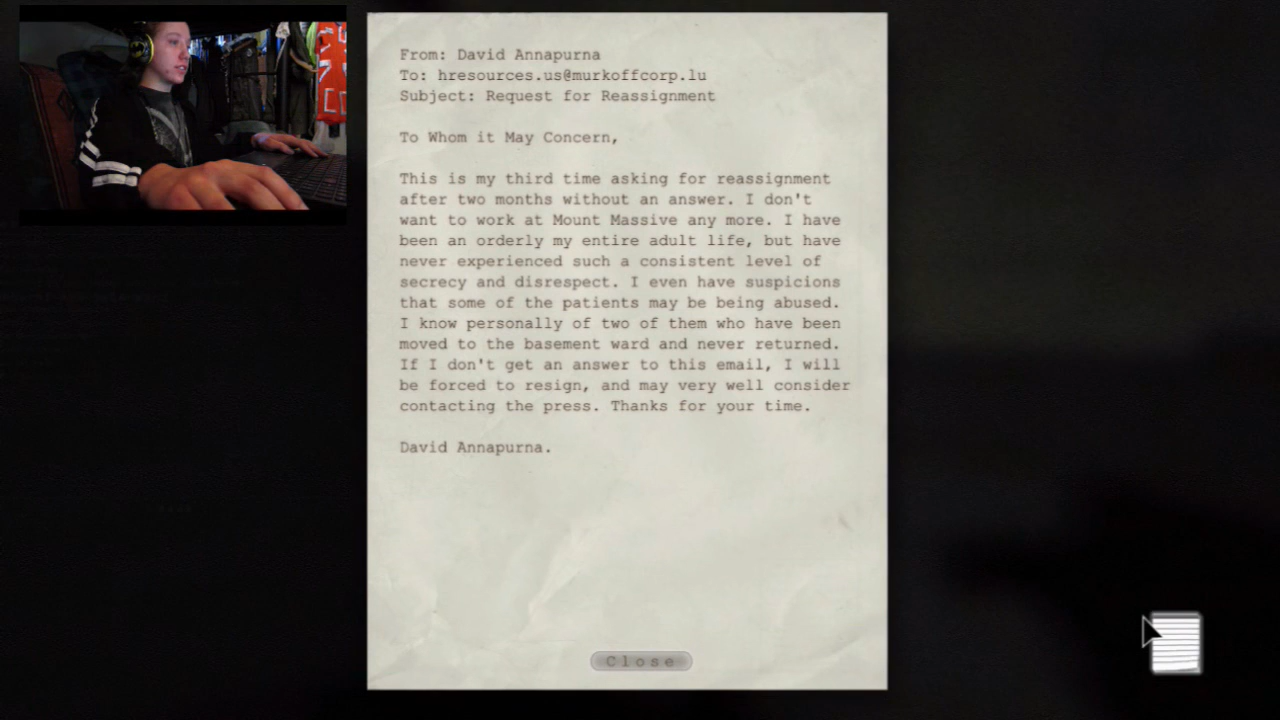 From: David Annapurna
To: hresources.us@murkoffcorp.lu
Subject: Request for Reassignment
To Whom it May Concern,
This is my third time asking for reassignment
after two months without an answer. I don't
want to work at Mount Massive any more. I have
been an orderly my entire adult life, but have
never experienced such a consistent level of
secrecy and disrespect. I even have suspicions
that some of the patients may be being abused.
I know personally of two of them who have been
moved to the basement ward and never returned.
If I don't get an answer to this email, I will
be forced to resign, and may very well consider
contacting the press. Thanks for your time.
David Annapurna.
Close